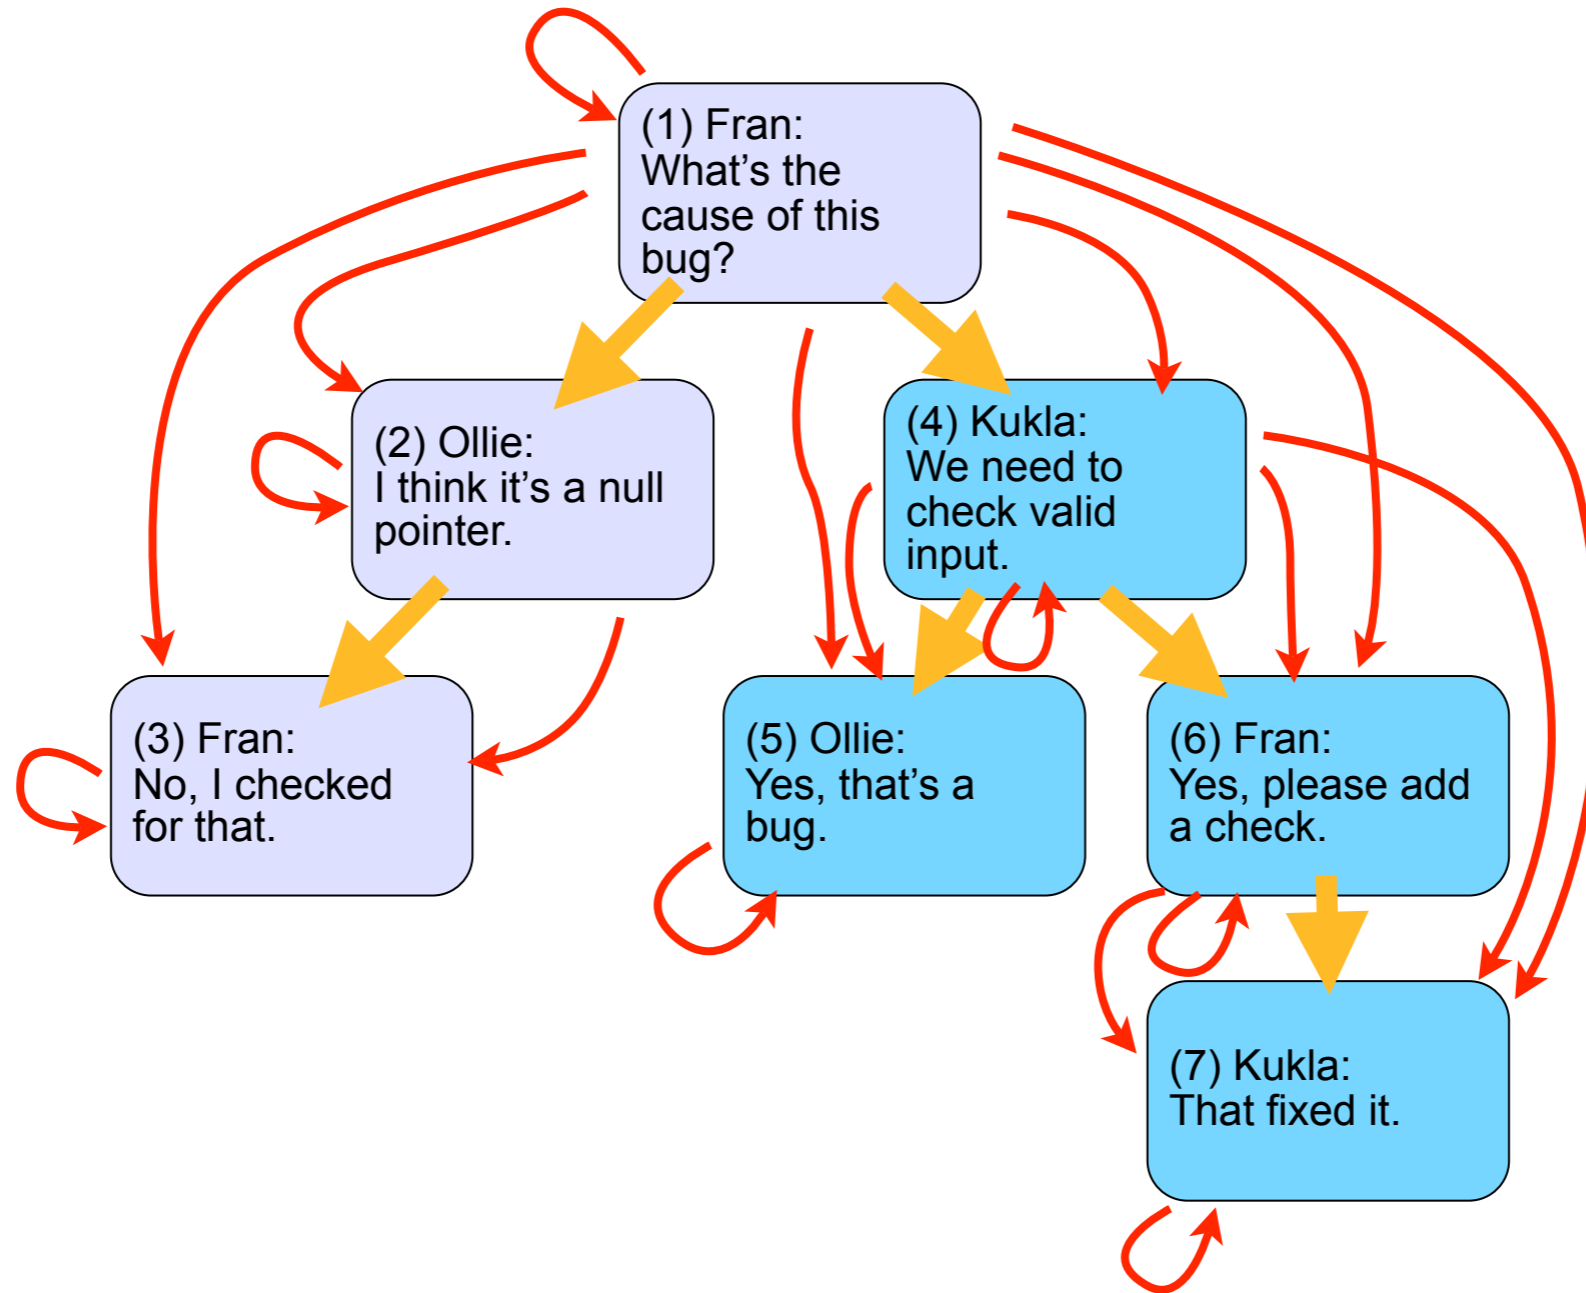 (1) Fran:
What’s the
cause of this
bug?
(2) Ollie:
I think it’s a null
pointer.
(4) Kukla:
We need to
check valid
input.
(3) Fran:
No, I checked
for that.
(5) Ollie:
Yes, that’s a
bug.
(6) Fran:
Yes, please add
a check.
(7) Kukla:
That fixed it.